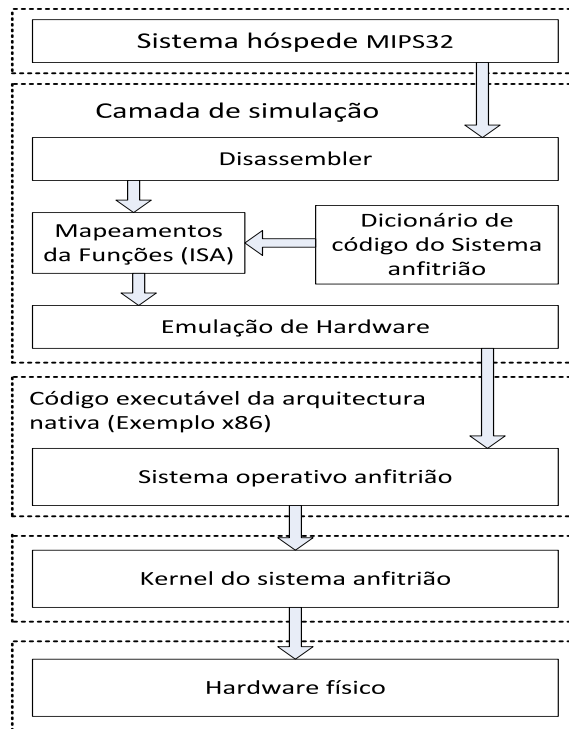 Sistema hóspede MIPS32
Camada de simulação
Disassembler
Mapeamentos
da Funções (ISA)
Dicionário de
código do Sistema
anfitrião
Emulação de Hardware
Código executável da arquitectura
nativa (Exemplo x86)
Sistema operativo anfitrião
Kernel do sistema anfitrião
Hardware físico